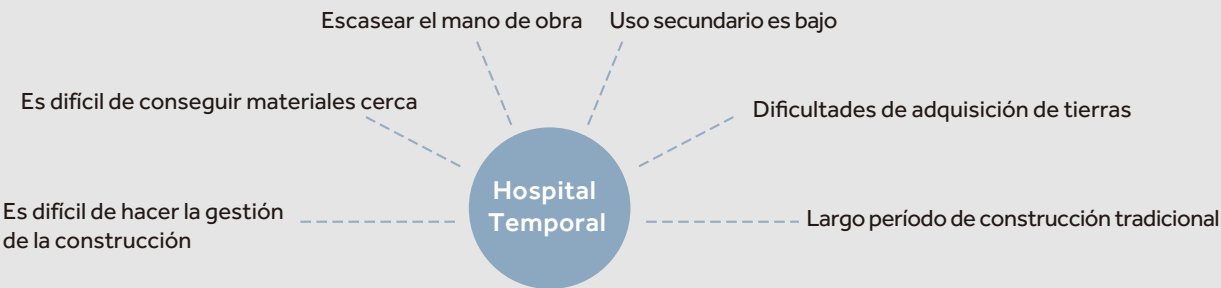 Escasear el mano de obra
Uso secundario es bajo
Es difícil de conseguir materiales cerca
Dificultades de adquisición de tierras
Hospital
Temporal
Es difícil de hacer la gestión
de la construcción
Largo período de construcción tradicional